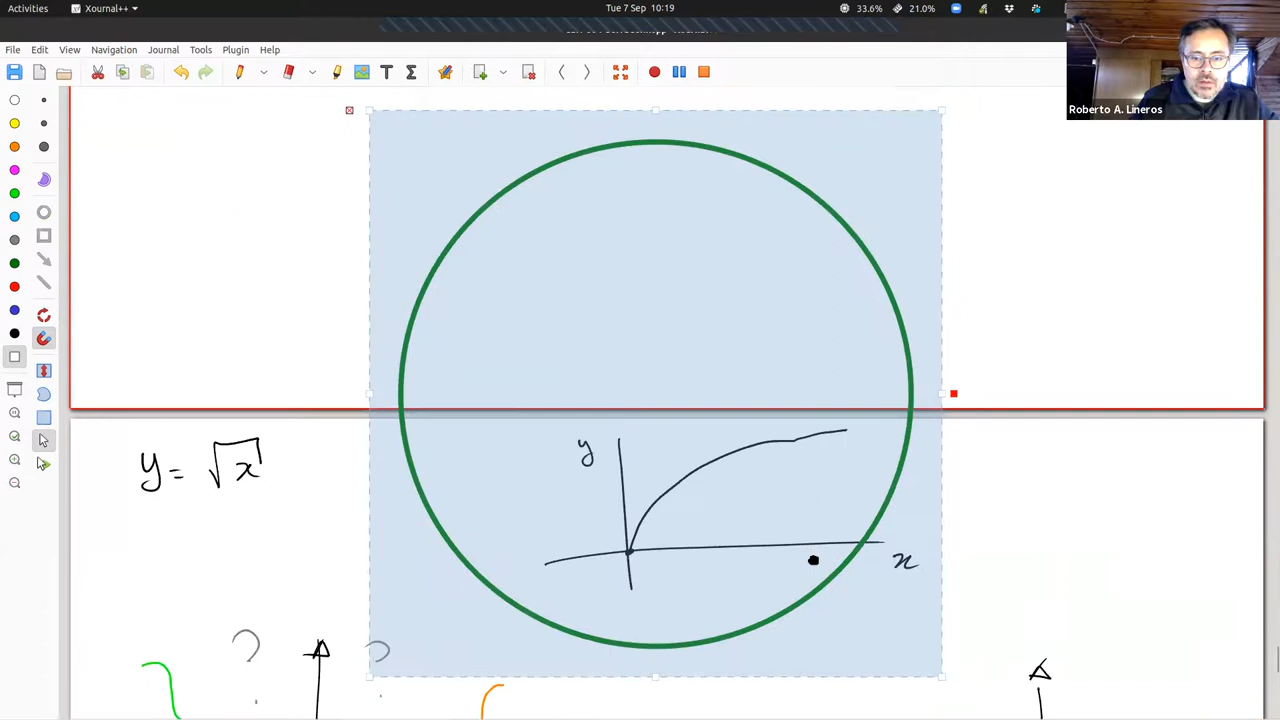 Activities Xournal++ Tue 7 Sep 10:19 33.6% 21.0%
File Edit View Navigation Journal Tools Plugin Help
Roberto A. Lineros
y = √x
y
x
? ?